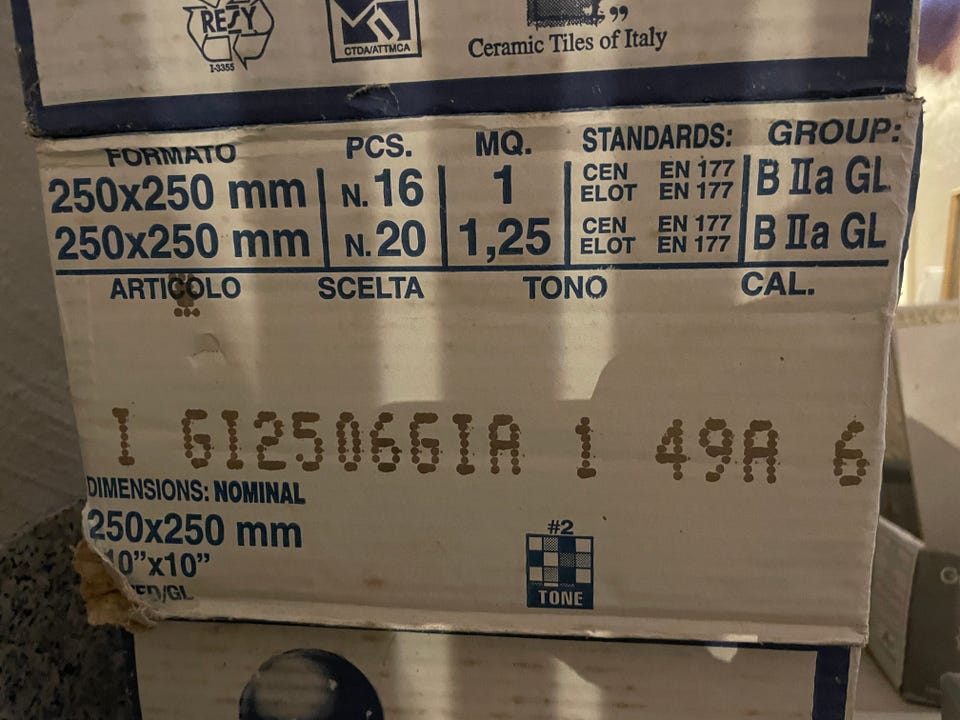 RESY
I-3355
CTDA/ATTMCA
Ceramic Tiles of Italy
FORMATO PCS. MQ. STANDARDS: GROUP:
250x250 mm N. 16 1 CEN EN 177 B IIa GL
ELOT EN 177
250x250 mm N. 20 1,25 CEN EN 177 B IIa GL
ELOT EN 177
ARTICOLO SCELTA TONO CAL.
I GI25066IA 1 49A 6
DIMENSIONS: NOMINAL
250x250 mm
10”x10”
#2
TONE